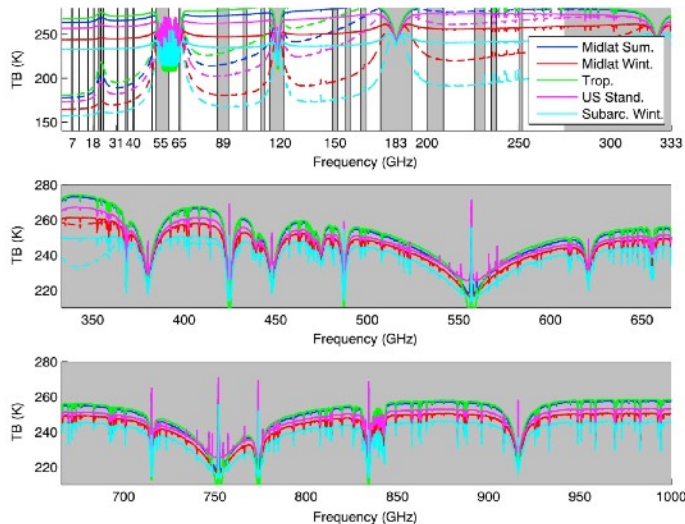 280
250
200
150
TB (K)
Midlat Sum.
Midlat Wint.
Trop.
US Stand.
Subarc. Wint.
7 18 31 40 55 65 89 120 150 183 200 250 333
Frequency (GHz)
280
260
240
220
TB (K)
350 400 450 500 550 600 650
Frequency (GHz)
280
260
240
220
TB (K)
700 750 800 850 900 950 1000
Frequency (GHz)